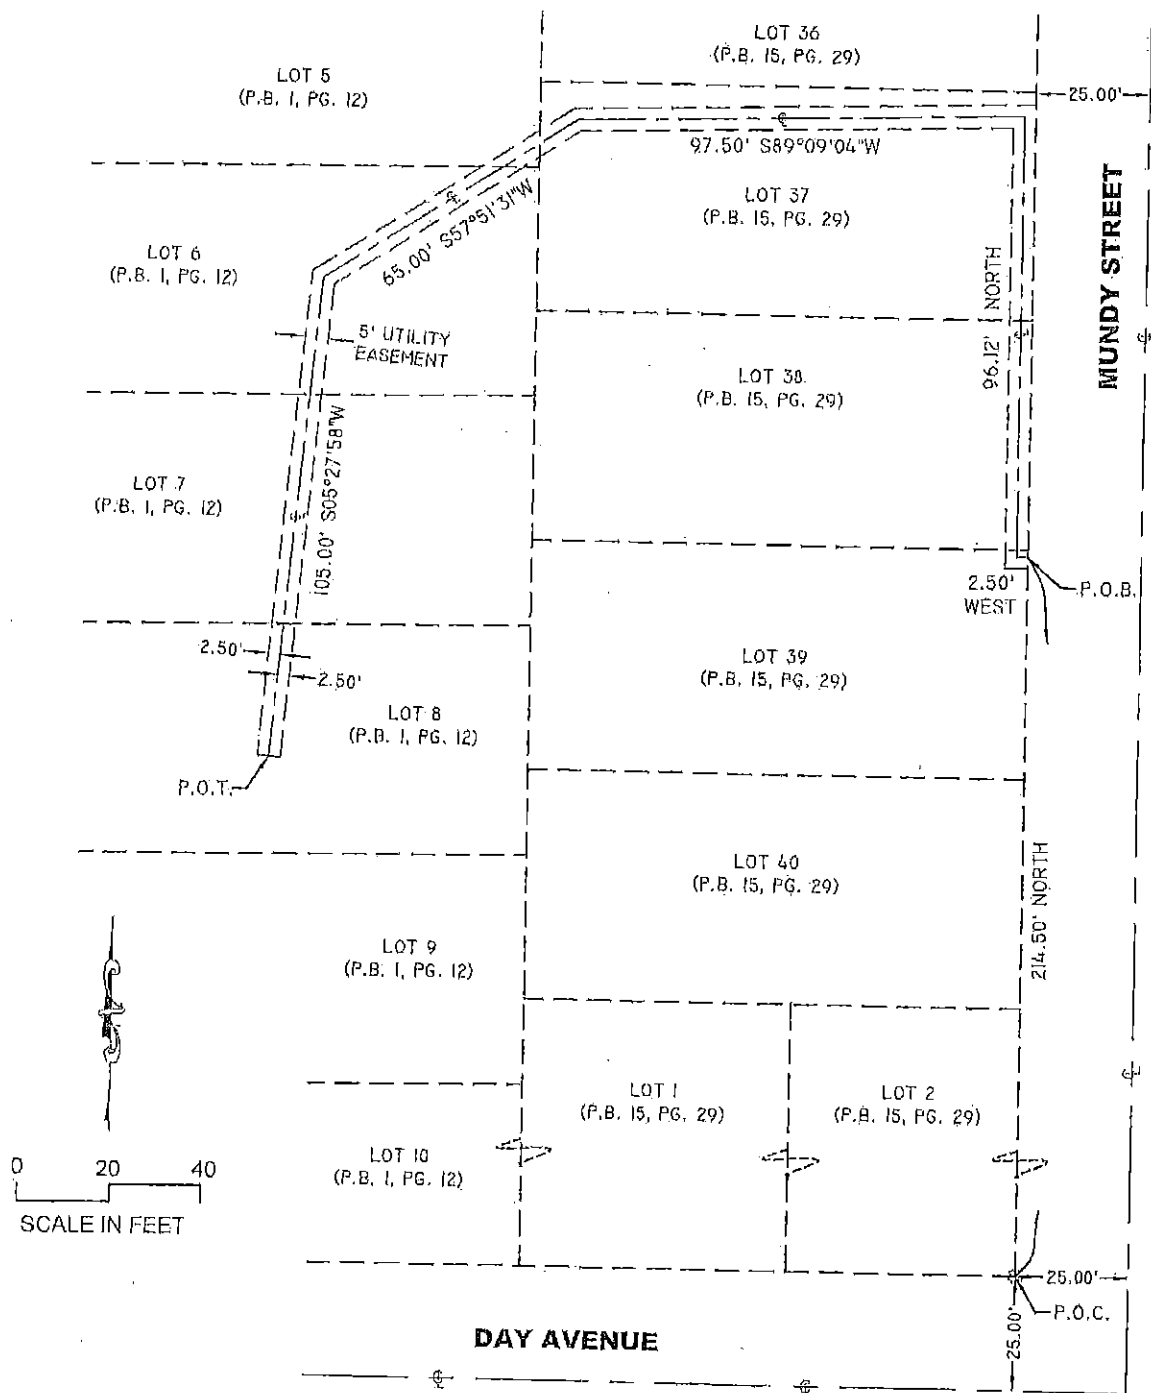 LOT 36
(P.B. 15, PG. 29)
LOT 5
(P.B. 1, PG. 12)
25.00'
97.50' S89°09'04"W
MUNDY STREET
65.00' S57°51'31"W
LOT 37
(P.B. 15, PG. 29)
LOT 6
(P.B. 1, PG. 12)
96.12' NORTH
5' UTILITY
EASEMENT
LOT 38
(P.B. 15, PG. 29)
105.00' S05°27'58"W
LOT 7
(P.B. 1, PG. 12)
2.50'
WEST
P.O.B.
2.50'
2.50'
LOT 39
(P.B. 15, PG. 29)
LOT 8
(P.B. 1, PG. 12)
P.O.T.
LOT 40
(P.B. 15, PG. 29)
214.50' NORTH
LOT 9
(P.B. 1, PG. 12)
LOT 1
(P.B. 15, PG. 29)
LOT 2
(P.B. 15, PG. 29)
LOT 10
(P.B. 1, PG. 12)
0 20 40
SCALE IN FEET
25.00'
P.O.C.
25.00'
DAY AVENUE